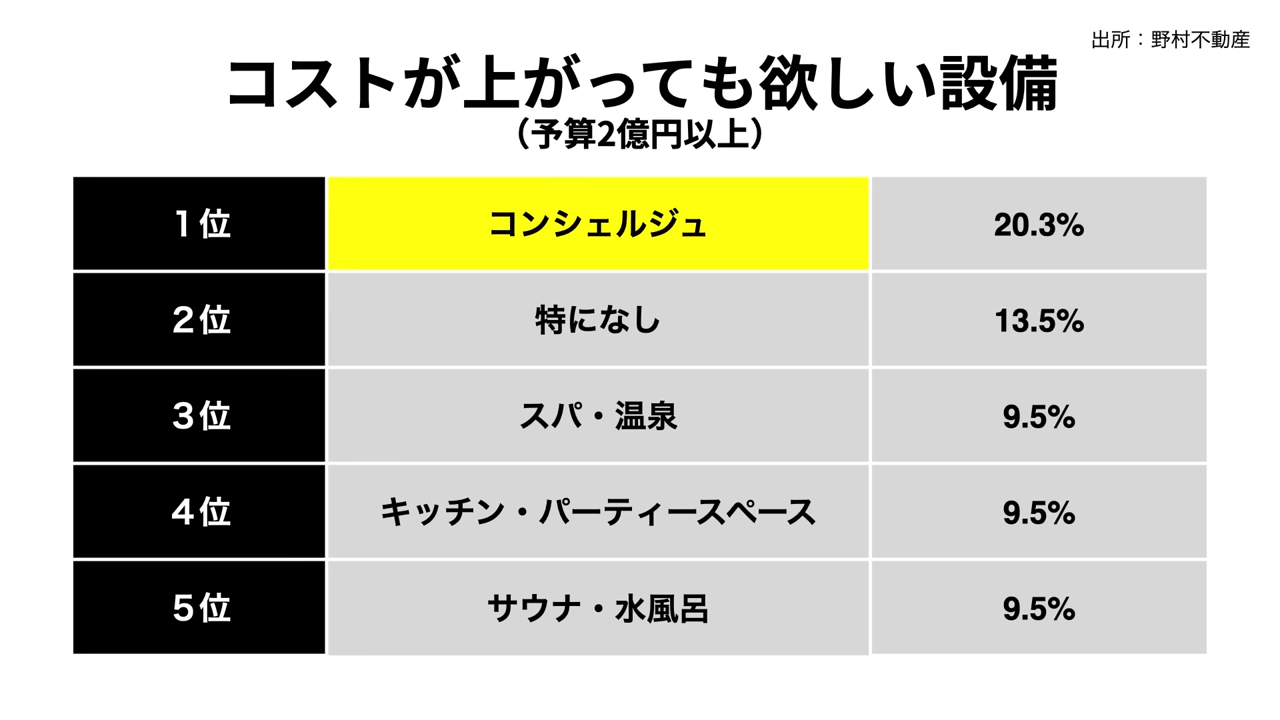 出所：野村不動産
コストが上がっても欲しい設備
（予算2億円以上）
１位 コンシェルジュ 20.3%
２位 特になし 13.5%
３位 スパ・温泉 9.5%
４位 キッチン・パーティースペース 9.5%
５位 サウナ・水風呂 9.5%